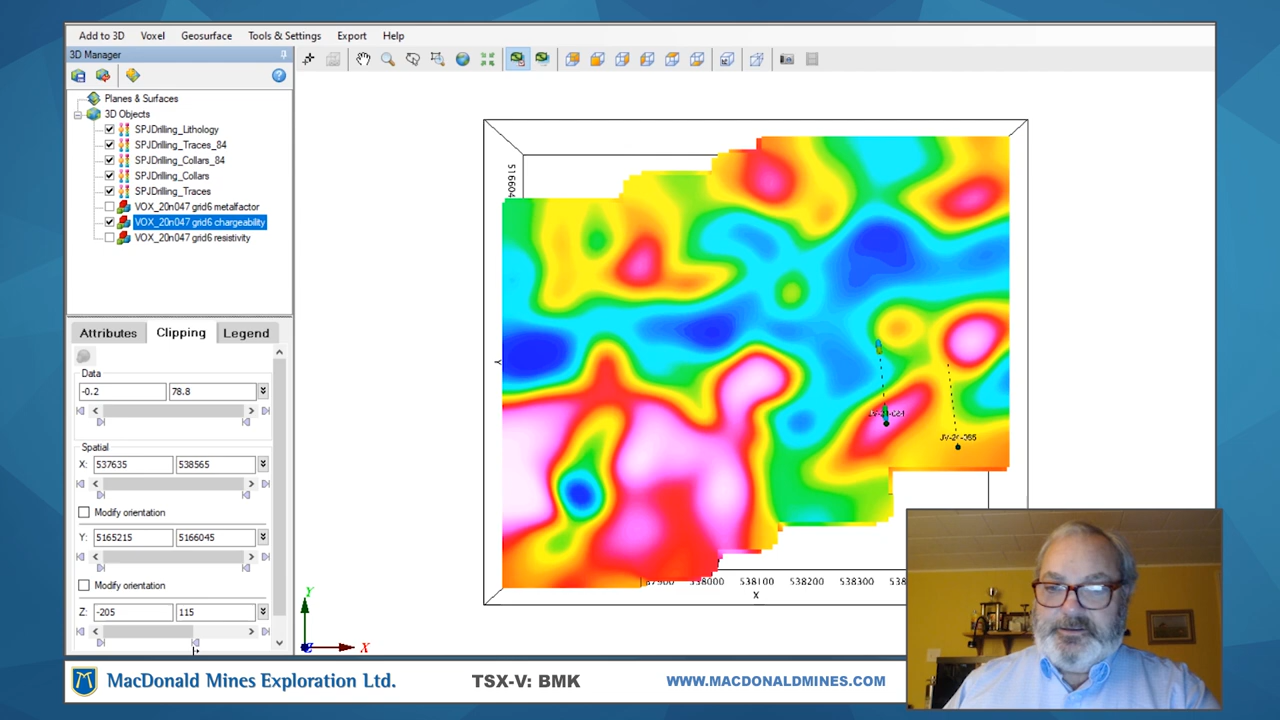 Add to 3D Voxel Geosurface Tools & Settings Export Help
3D Manager
Planes & Surfaces
3D Objects
SPJDrilling_Lithology
SPJDrilling_Traces_84
SPJDrilling_Collars_84
SPJDrilling_Collars
SPJDrilling_Traces
VOX_20n047 grid6 metalfactor
VOX_20n047 grid6 chargeability
VOX_20n047 grid6 resistivity
Attributes Clipping Legend
Data
-0.2 78.8
Spatial
X: 537635 538565
Modify orientation
Y: 5165215 5166045
Modify orientation
Z: -205 115
Y
JV-24-055
538000 538100 538200 538300
X
Y
X
MacDonald Mines Exploration Ltd. TSX-V: BMK WWW.MACDONALDMINES.COM